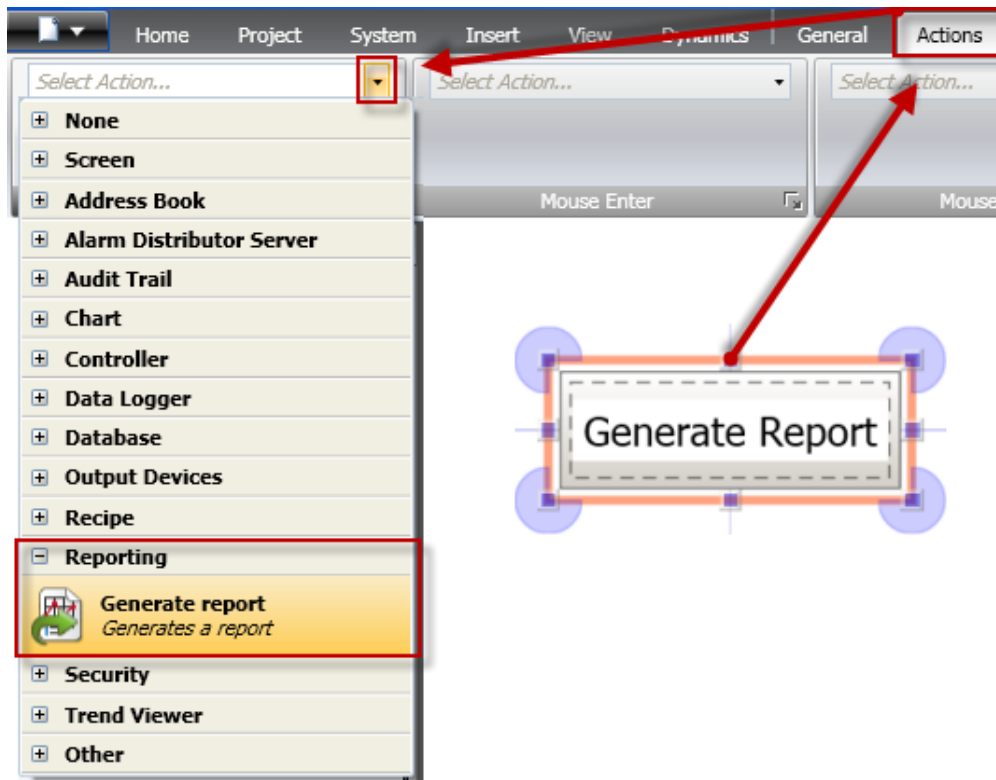 Home Project System Insert View Dynamics General Actions
Select Action... Select Action... Select Action...
None
Screen
Address Book
Mouse Enter Mouse
Alarm Distributor Server
Audit Trail
Chart
Controller
Data Logger
Database
Output Devices
Recipe
Reporting
Generate report
Generates a report
Security
Trend Viewer
Other
Generate Report